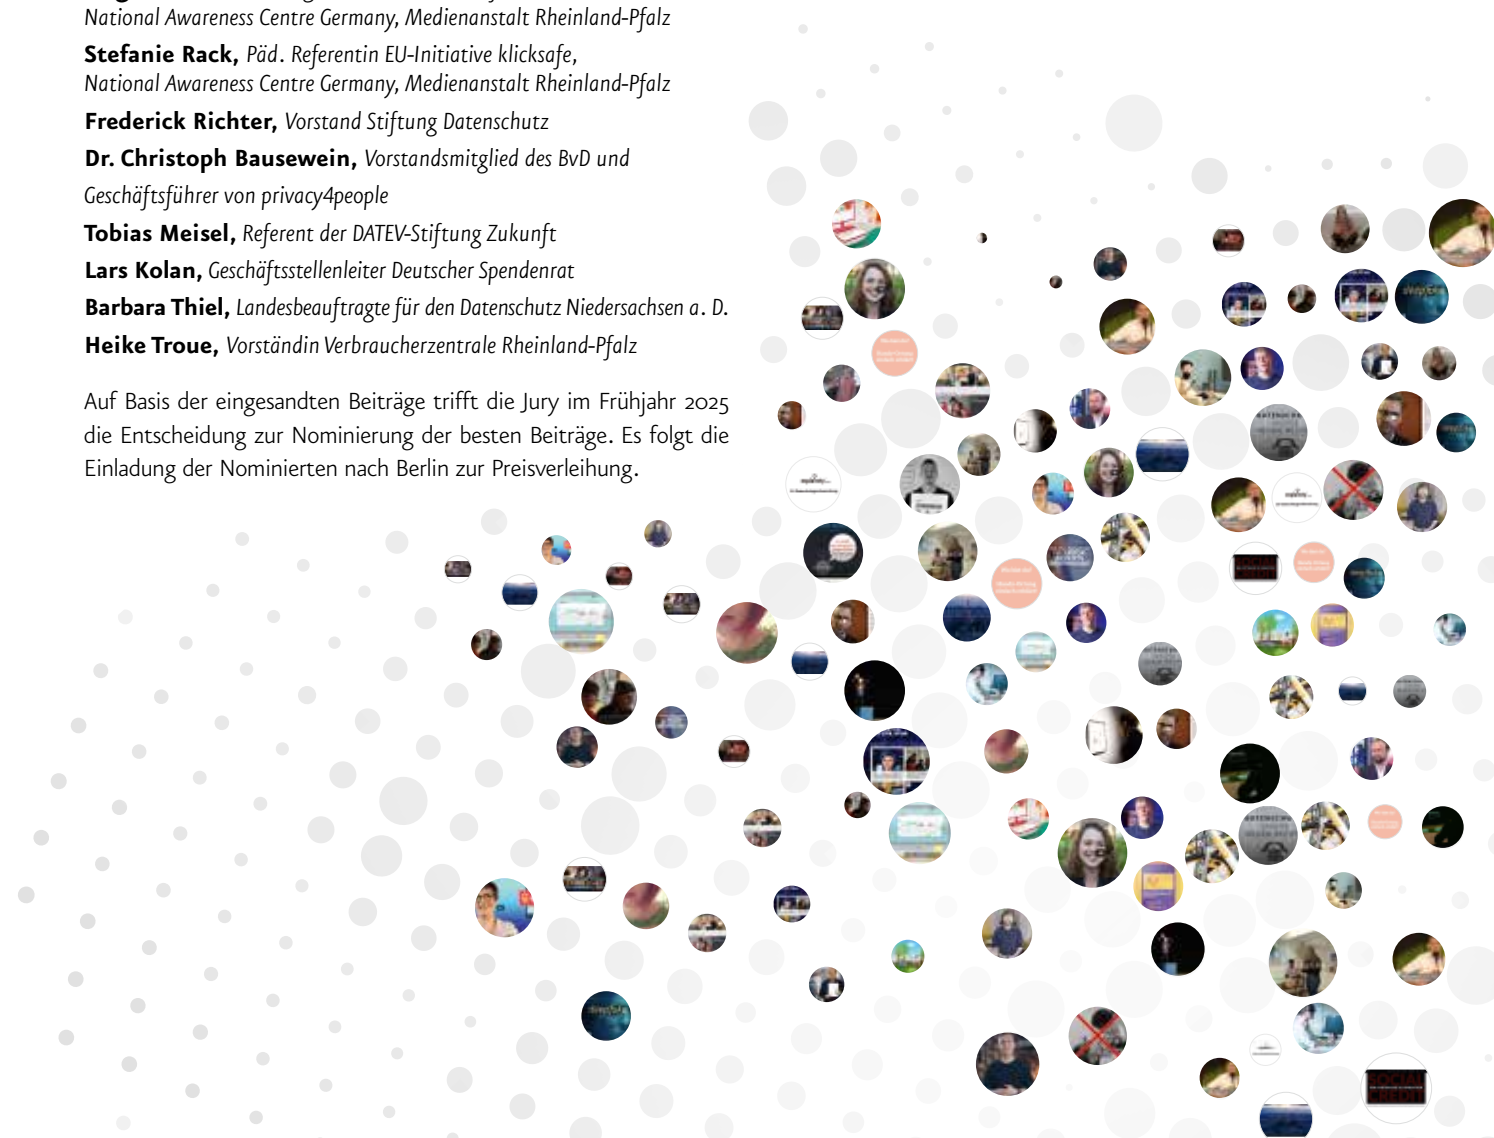 National Awareness Centre Germany, Medienanstalt Rheinland-Pfalz
Stefanie Rack, Päd. Referentin EU-Initiative klicksafe,
National Awareness Centre Germany, Medienanstalt Rheinland-Pfalz
Frederick Richter, Vorstand Stiftung Datenschutz
Dr. Christoph Bausewein, Vorstandsmitglied des BvD und
Geschäftsführer von privacy4people
Tobias Meisel, Referent der DATEV-Stiftung Zukunft
Lars Kolan, Geschäftsstellenleiter Deutscher Spendenrat
Barbara Thiel, Landesbeauftragte für den Datenschutz Niedersachsen a. D.
Heike Troue, Vorständin Verbraucherzentrale Rheinland-Pfalz
Auf Basis der eingesandten Beiträge trifft die Jury im Frühjahr 2025
die Entscheidung zur Nominierung der besten Beiträge. Es folgt die
Einladung der Nominierten nach Berlin zur Preisverleihung.
SOCIAL
CREDIT
SOCIAL
CREDIT